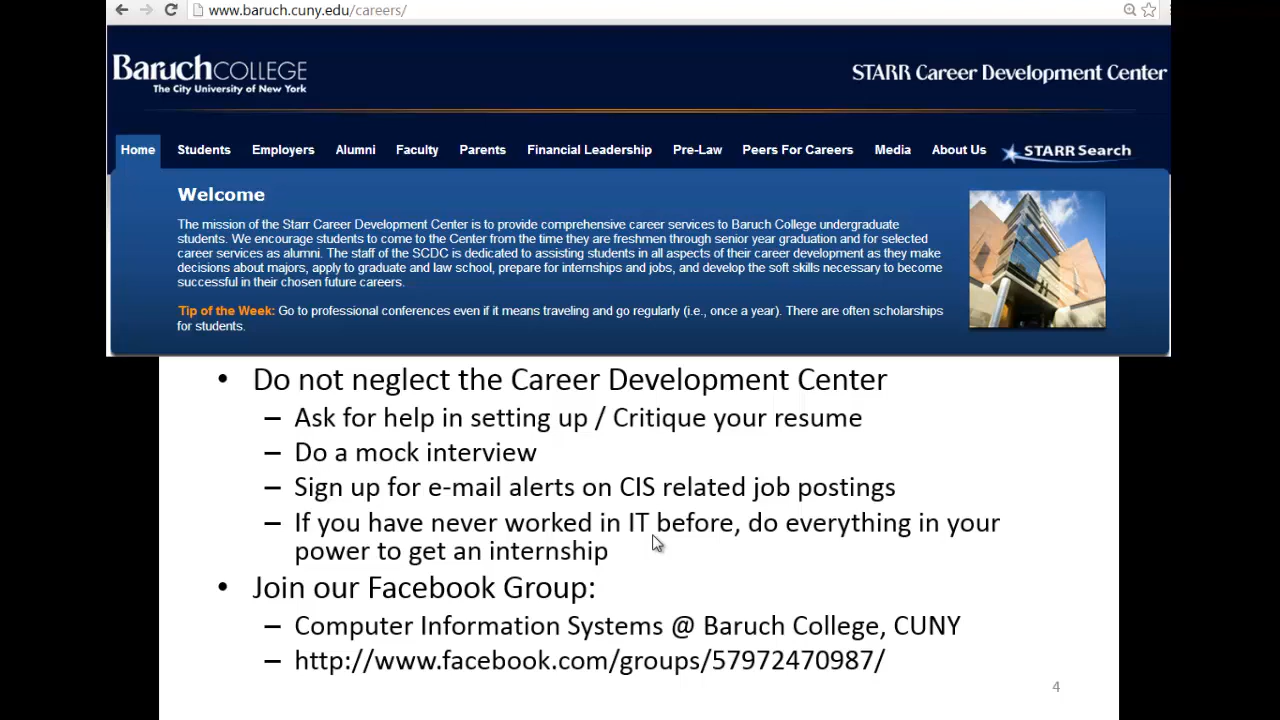 www.baruch.cuny.edu/careers/
BaruchCOLLEGE
The City University of New York
STARR Career Development Center
Home Students Employers Alumni Faculty Parents Financial Leadership Pre-Law Peers For Careers Media About Us STARR Search
Welcome
The mission of the Starr Career Development Center is to provide comprehensive career services to Baruch College undergraduate
students. We encourage students to come to the Center from the time they are freshmen through senior year graduation and for selected
career services as alumni. The staff of the SCDC is dedicated to assisting students in all aspects of their career development as they make
decisions about majors, apply to graduate and law school, prepare for internships and jobs, and develop the soft skills necessary to become
successful in their chosen future careers.
Tip of the Week: Go to professional conferences even if it means traveling and go regularly (i.e., once a year). There are often scholarships
for students.
• Do not neglect the Career Development Center
– Ask for help in setting up / Critique your resume
– Do a mock interview
– Sign up for e-mail alerts on CIS related job postings
– If you have never worked in IT before, do everything in your
power to get an internship
• Join our Facebook Group:
– Computer Information Systems @ Baruch College, CUNY
– http://www.facebook.com/groups/57972470987/
4